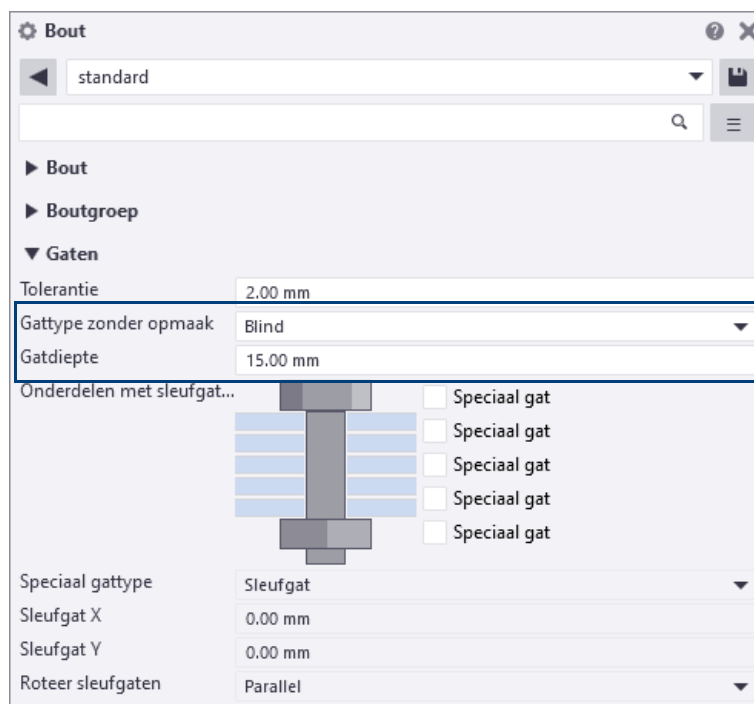 Bout
standard
Bout
Boutgroep
Gaten
Tolerantie 2.00 mm
Gattype zonder opmaak Blind
Gatdiepte 15.00 mm
Onderdelen met sleufgat... Speciaal gat
Speciaal gat
Speciaal gat
Speciaal gat
Speciaal gat
Speciaal gattype Sleufgat
Sleufgat X 0.00 mm
Sleufgat Y 0.00 mm
Roteer sleufgaten Parallel